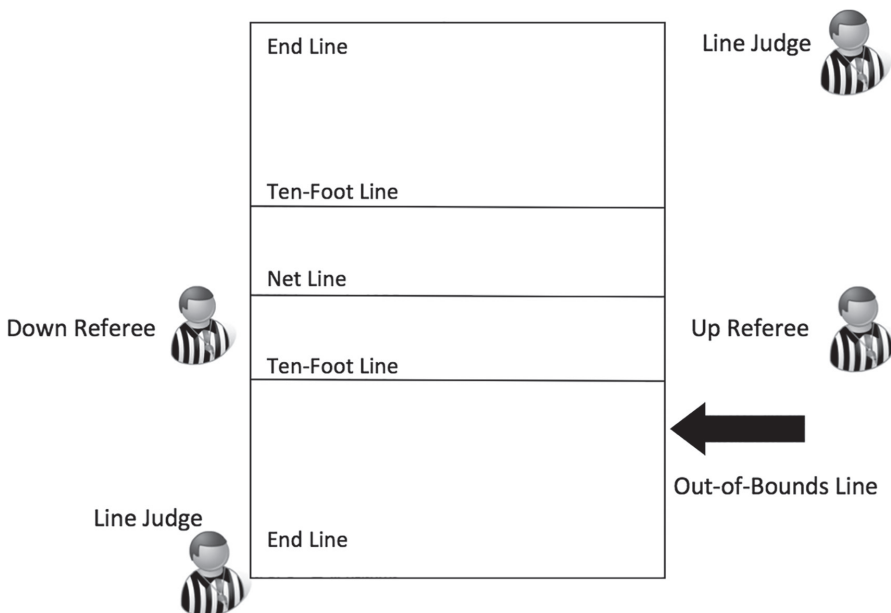 End Line
Line Judge
Ten-Foot Line
Net Line
Down Referee
Up Referee
Ten-Foot Line
Out-of-Bounds Line
Line Judge
End Line